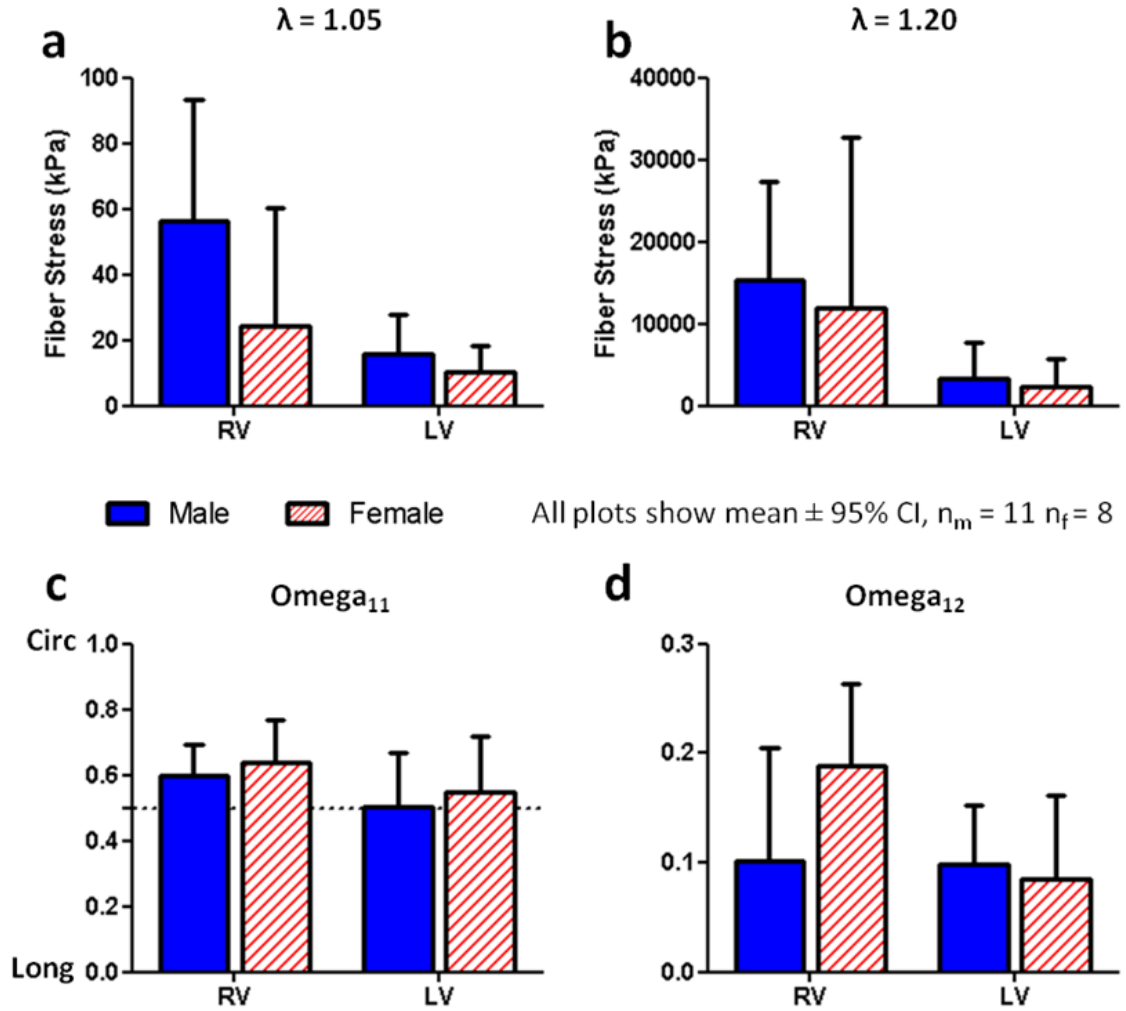 a
λ = 1.05
Fiber Stress (kPa)
100
80
60
40
20
0
RV
LV
b
λ = 1.20
Fiber Stress (kPa)
40000
30000
20000
10000
0
RV
LV
Male
Female
All plots show mean ± 95% CI, nₘ = 11 n_f = 8
c
Omega₁₁
Circ 1.0
0.8
0.6
0.4
0.2
Long 0.0
RV
LV
d
Omega₁₂
0.3
0.2
0.1
0.0
RV
LV